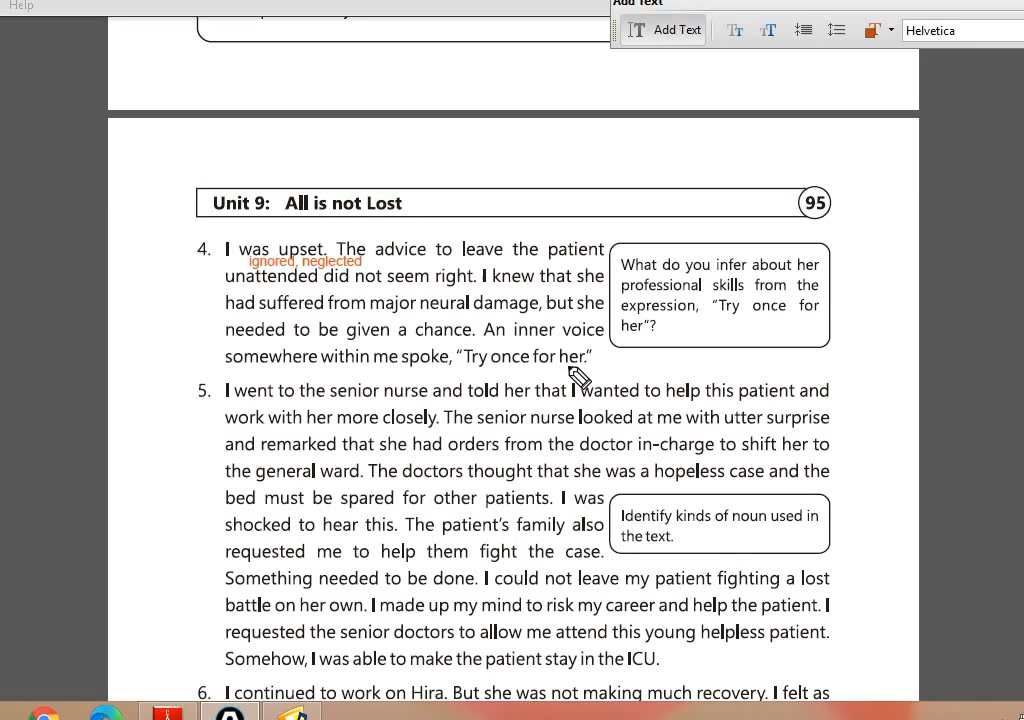 Help
Add Text
Add Text
Helvetica
Unit 9: All is not Lost
95
4. I was upset. The advice to leave the patient
ignored, neglected
unattended did not seem right. I knew that she
had suffered from major neural damage, but she
needed to be given a chance. An inner voice
somewhere within me spoke, “Try once for her.”
What do you infer about her
professional skills from the
expression, “Try once for
her”?
5. I went to the senior nurse and told her that I wanted to help this patient and
work with her more closely. The senior nurse looked at me with utter surprise
and remarked that she had orders from the doctor in-charge to shift her to
the general ward. The doctors thought that she was a hopeless case and the
bed must be spared for other patients. I was
shocked to hear this. The patient’s family also
requested me to help them fight the case.
Identify kinds of noun used in
the text.
Something needed to be done. I could not leave my patient fighting a lost
battle on her own. I made up my mind to risk my career and help the patient. I
requested the senior doctors to allow me attend this young helpless patient.
Somehow, I was able to make the patient stay in the ICU.
6. I continued to work on Hira. But she was not making much recovery. I felt as